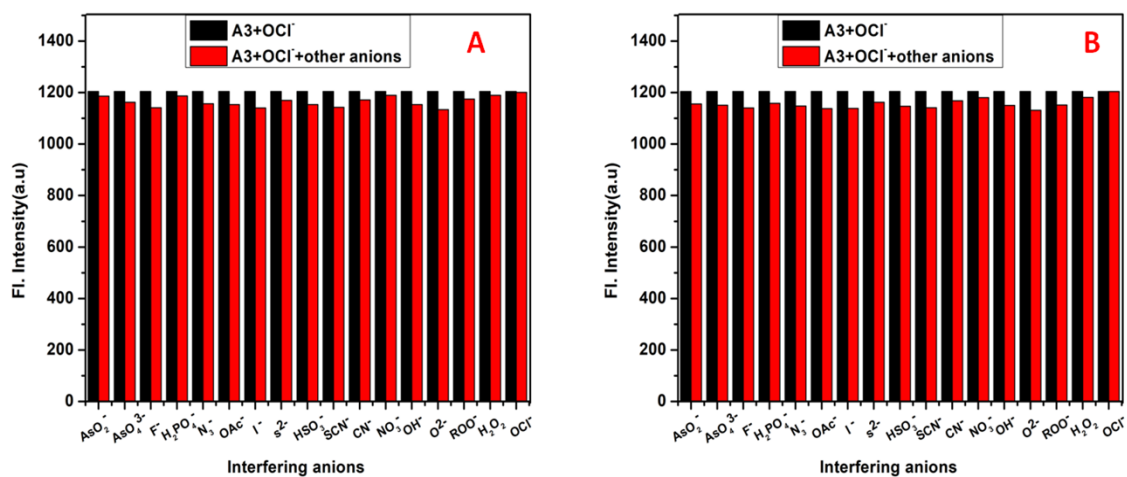 A3+OCl⁻
A3+OCl⁻+other anions
A
1400
1200
1000
800
600
400
200
0
Fl. Intensity(a.u)
AsO₂⁻ AsO₄³⁻ F⁻ H₂PO₄⁻ N₃⁻ OAc⁻ I⁻ s²⁻ HSO₃⁻ SCN⁻ CN⁻ NO₃⁻ OH⁻ O²⁻ ROO⁻ H₂O₂ OCl⁻
Interfering anions
A3+OCl⁻
A3+OCl⁻+other anions
B
1400
1200
1000
800
600
400
200
0
Fl. Intensity(a.u)
AsO₂⁻ AsO₄³⁻ F⁻ H₂PO₄⁻ N₃⁻ OAc⁻ I⁻ s²⁻ HSO₃⁻ SCN⁻ CN⁻ NO₃⁻ OH⁻ O²⁻ ROO⁻ H₂O₂ OCl⁻
Interfering anions